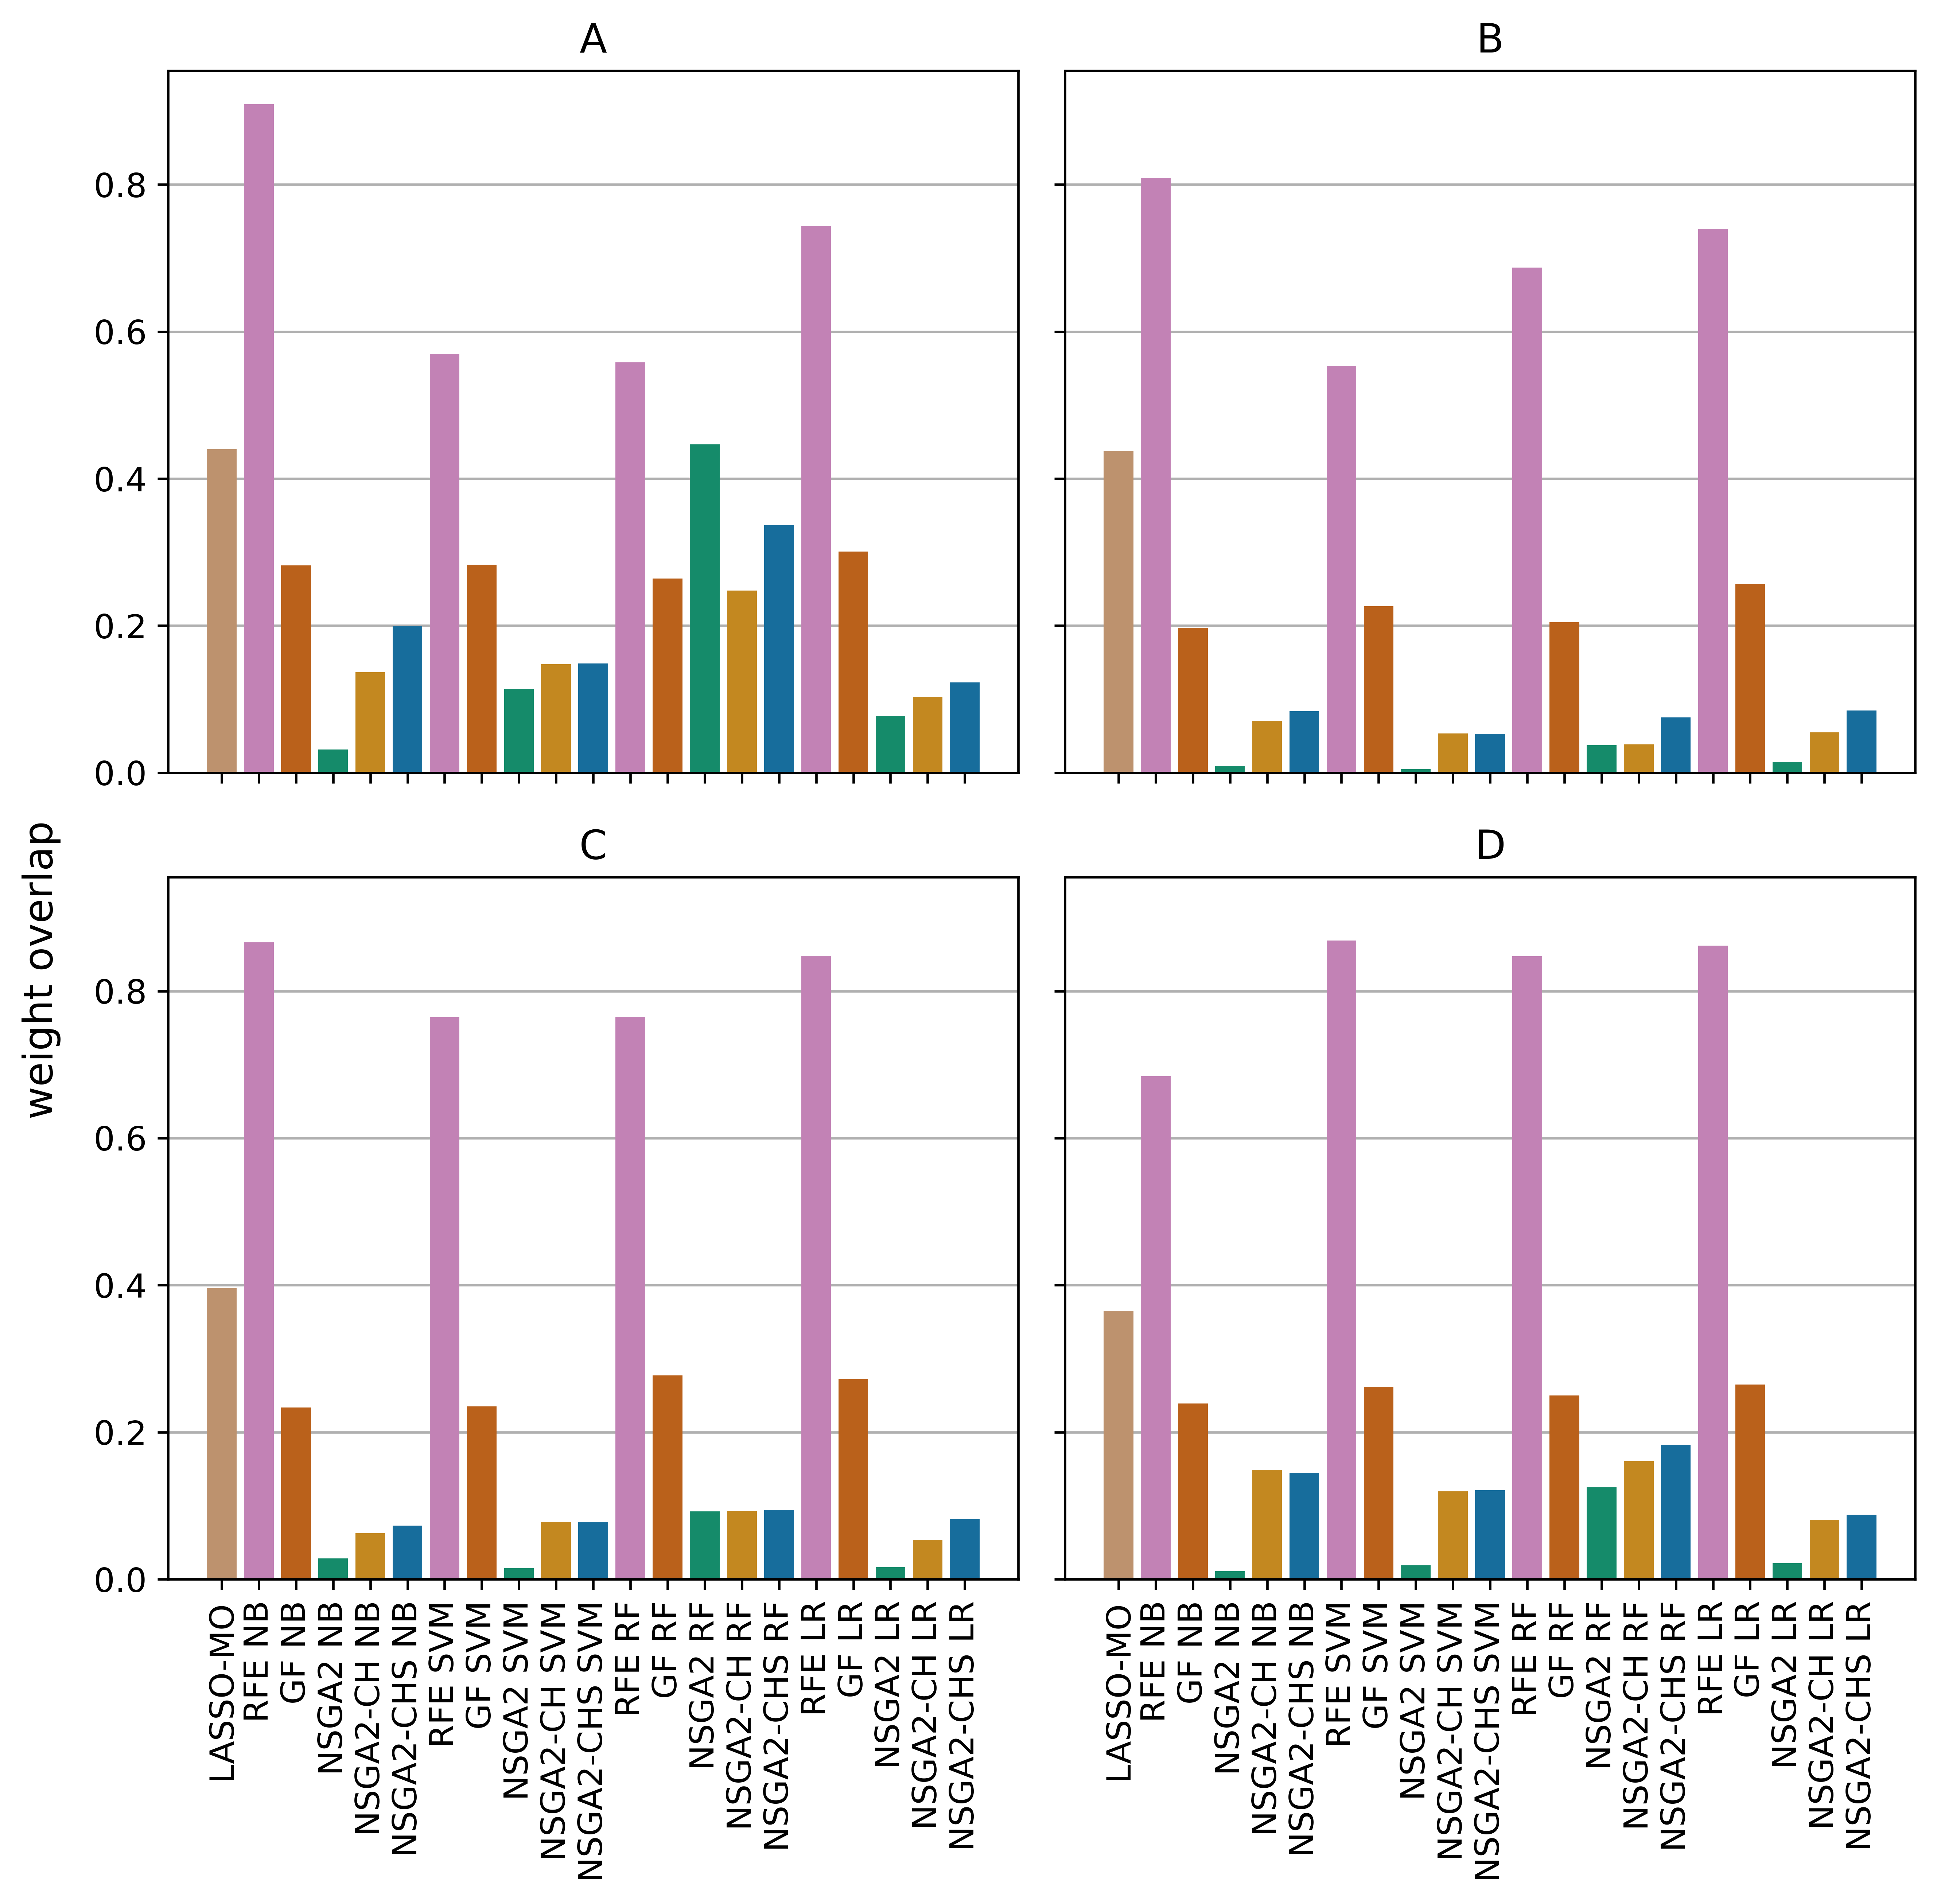 A
B
0.8
0.6
0.4
0.2
0.0
weight overlap
C
D
0.8
0.6
0.4
0.2
0.0
LASSO-MO
RFE NB
GF NB
NSGA2 NB
NSGA2-CH NB
NSGA2-CHS NB
RFE SVM
GF SVM
NSGA2 SVM
NSGA2-CH SVM
NSGA2-CHS SVM
RFE RF
GF RF
NSGA2 RF
NSGA2-CH RF
NSGA2-CHS RF
RFE LR
GF LR
NSGA2 LR
NSGA2-CH LR
NSGA2-CHS LR
LASSO-MO
RFE NB
GF NB
NSGA2 NB
NSGA2-CH NB
NSGA2-CHS NB
RFE SVM
GF SVM
NSGA2 SVM
NSGA2-CH SVM
NSGA2-CHS SVM
RFE RF
GF RF
NSGA2 RF
NSGA2-CH RF
NSGA2-CHS RF
RFE LR
GF LR
NSGA2 LR
NSGA2-CH LR
NSGA2-CHS LR